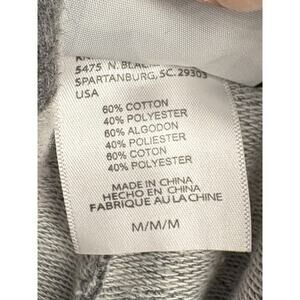 5475 N.
SPARTANBURG, SC. 29303
USA
60% COTTON
40% POLYESTER
60% ALGODON
40% POLIESTER
60% COTON
40% POLYESTER
MADE IN CHINA
HECHO EN CHINA
FABRIQUE AU LA CHINE
M/M/M